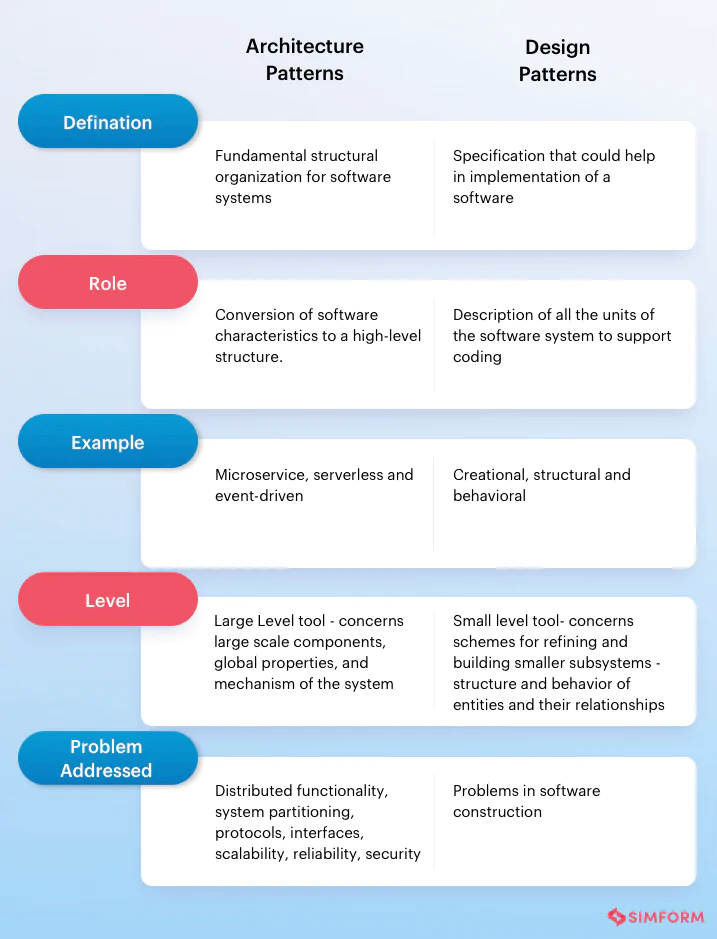 Architecture
Patterns
Design
Patterns
Defination
Fundamental structural
organization for software
systems
Specification that could help
in implementation of a
software
Role
Conversion of software
characteristics to a high-level
structure.
Description of all the units of
the software system to support
coding
Example
Microservice, serverless and
event-driven
Creational, structural and
behavioral
Level
Large Level tool - concerns
large scale components,
global properties, and
mechanism of the system
Small level tool- concerns
schemes for refining and
building smaller subsystems -
structure and behavior of
entities and their relationships
Problem
Addressed
Distributed functionality,
system partitioning,
protocols, interfaces,
scalability, reliability, security
Problems in software
construction
SIMFORM